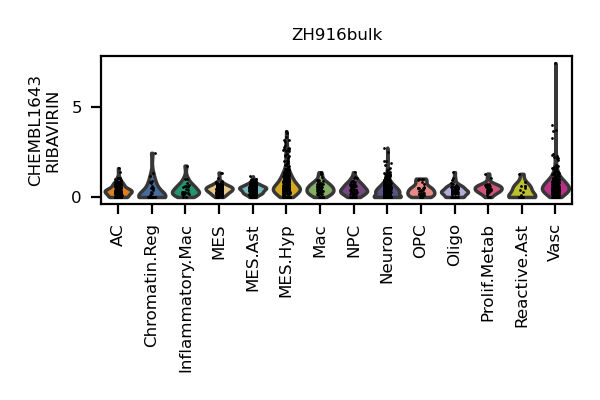 ZH916bulk
CHEMBL1643
RIBAVIRIN
5
0
AC
Chromatin.Reg
Inflammatory.Mac
MES
MES.Ast
MES.Hyp
Mac
NPC
Neuron
OPC
Oligo
Prolif.Metab
Reactive.Ast
Vasc